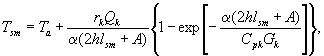 T_{sm} = T_a + \frac{r_k Q_k}{\alpha(2hl_{sm} + A)} \left\{ 1 - \exp\left[ -\frac{\alpha(2hl_{sm} + A)}{C_{pk} G_k} \right] \right\},